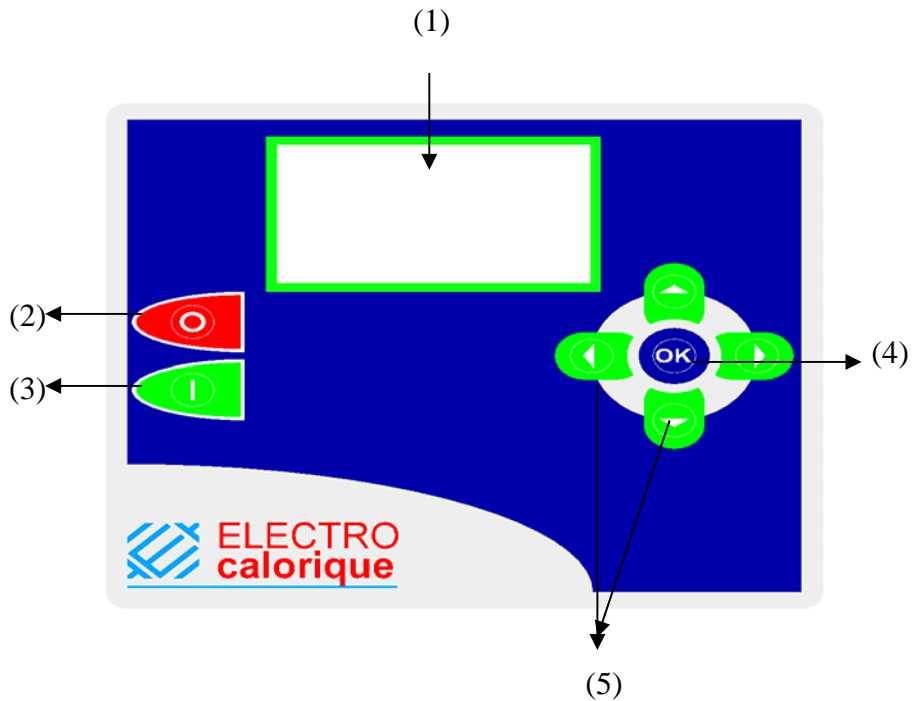 (1)
(2)
O
(3)
I
OK
(4)
ELECTRO
calorique
(5)